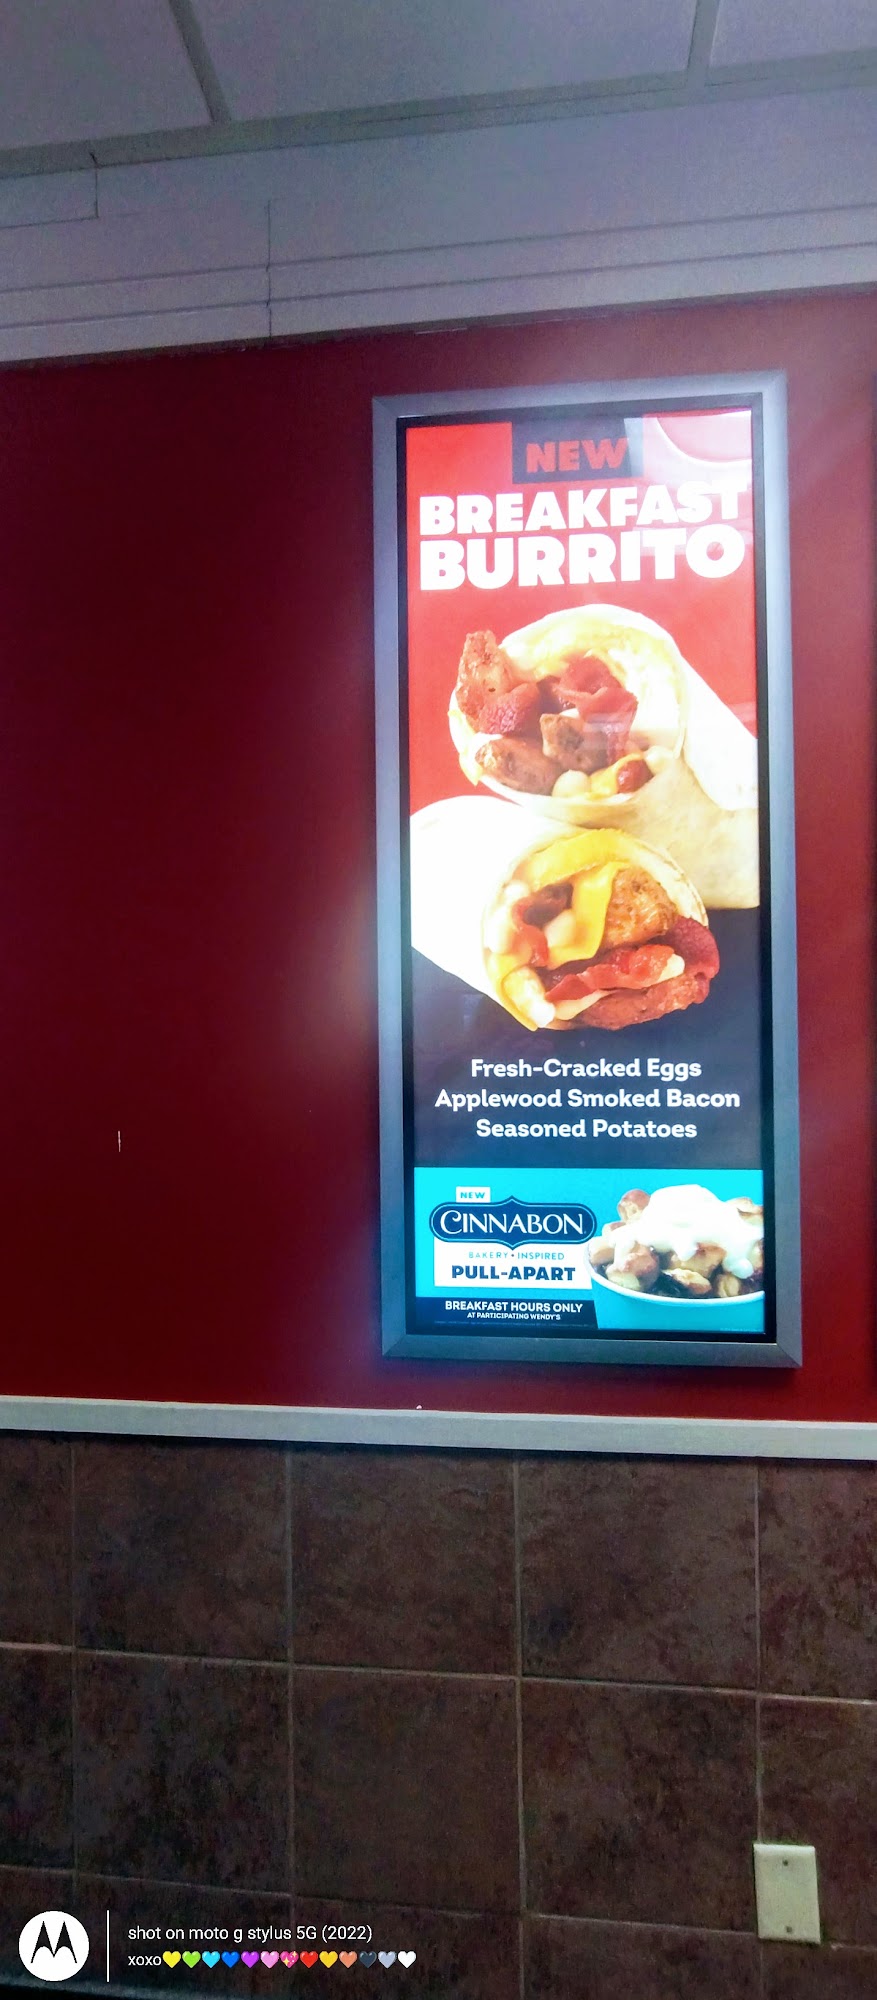 NEW
BREAKFAST
BURRITO
Fresh-Cracked Eggs
Applewood Smoked Bacon
Seasoned Potatoes
NEW
CINNABON
BAKERY • INSPIRED
PULL-APART
BREAKFAST HOURS ONLY
AT PARTICIPATING WENDY'S
shot on moto g stylus 5G (2022)
xoxo💛💚🩵💙💜🩷💖❤️💛🧡🖤🩶🤍